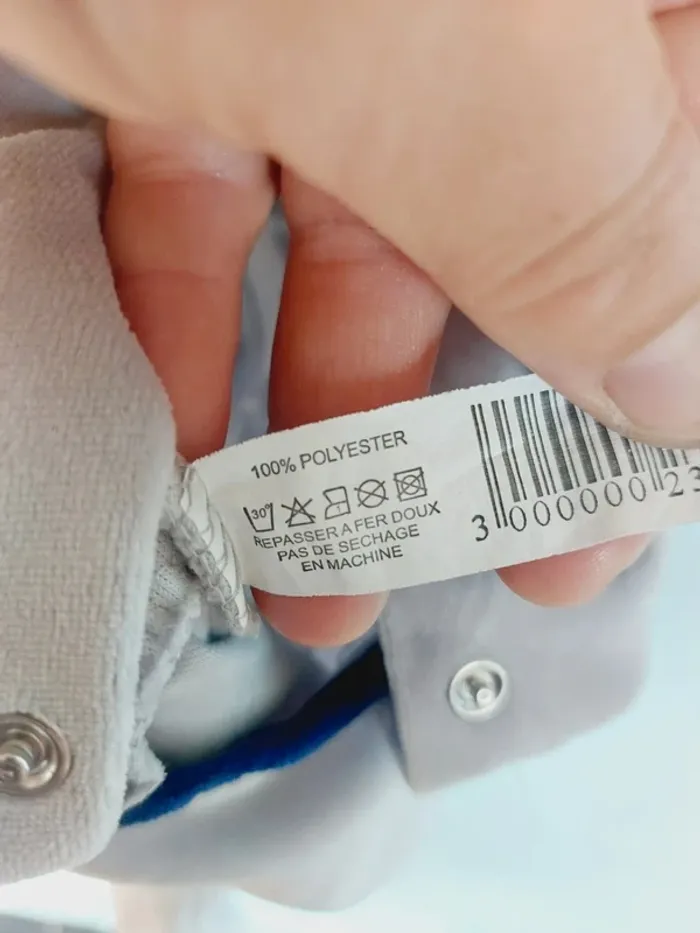 100% POLYESTER
30°
REPASSER A FER DOUX
PAS DE SECHAGE
EN MACHINE
3 000000 23